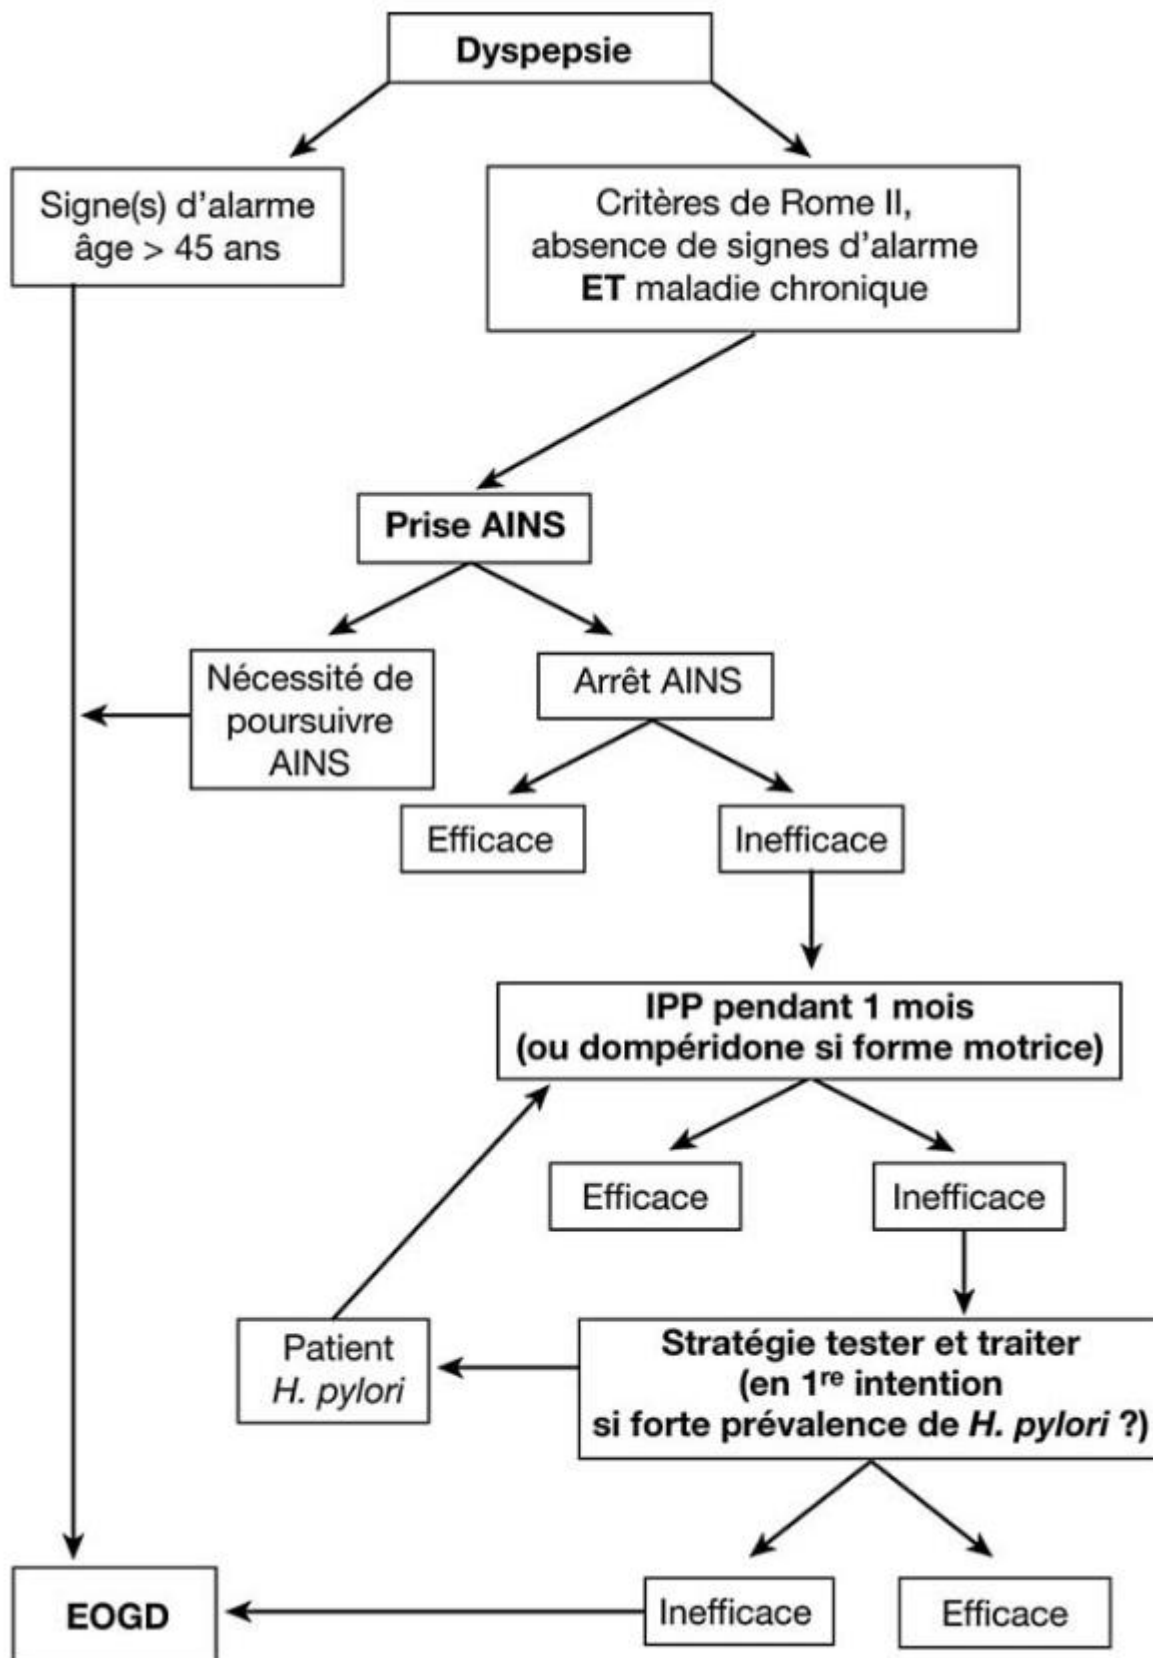 Dyspepsie
Signe(s) d'alarme
âge > 45 ans
Critères de Rome II,
absence de signes d'alarme
ET maladie chronique
Prise AINS
Nécessité de
poursuivre
AINS
Arrêt AINS
Efficace
Inefficace
IPP pendant 1 mois
(ou dompéridone si forme motrice)
Efficace
Inefficace
Patient
H. pylori
Stratégie tester et traiter
(en 1re intention
si forte prévalence de H. pylori ?)
EOGD
Inefficace
Efficace